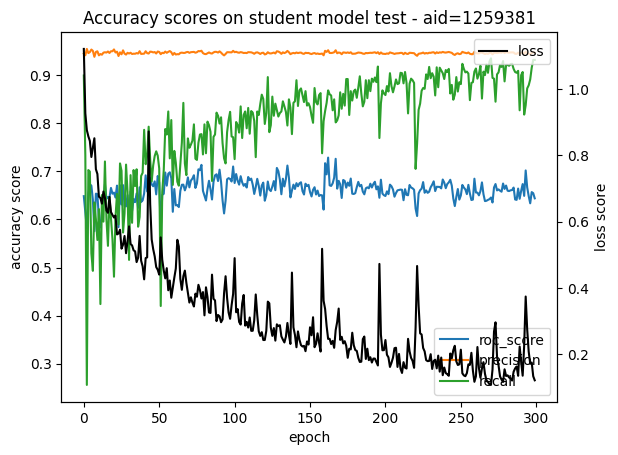 Accuracy scores on student model test - aid=1259381
loss
0.9
0.8
0.7
0.6
0.5
0.4
0.3
accuracy score
1.0
0.8
0.6
0.4
0.2
loss score
roc_score
precision
recall
0 50 100 150 200 250 300
epoch